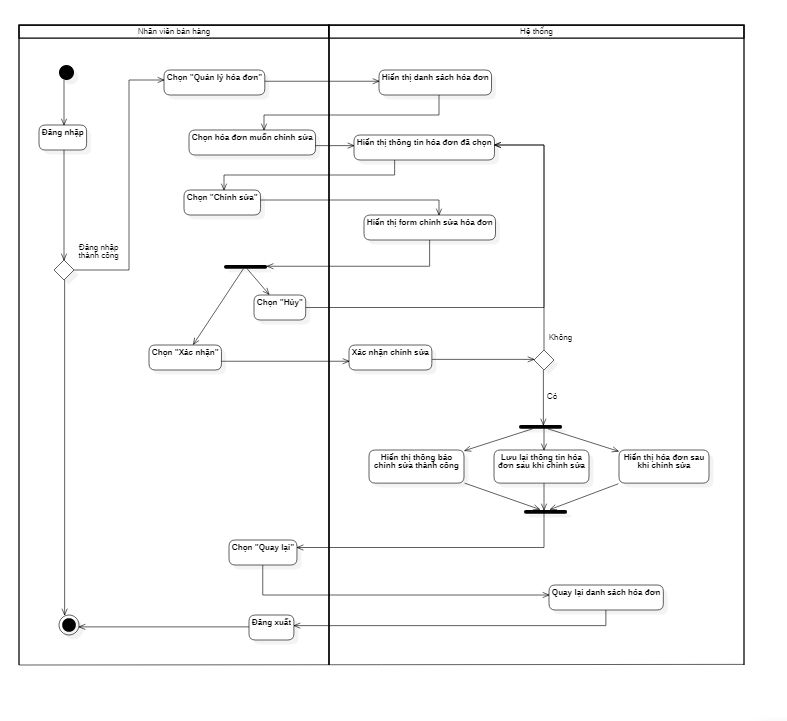 Nhân viên bán hàng
Hệ thống
Chọn "Quản lý hóa đơn"
Hiển thị danh sách hóa đơn
Đăng nhập
Chọn hóa đơn muốn chỉnh sửa
Hiển thị thông tin hóa đơn đã chọn
Chọn "Chỉnh sửa"
Hiển thị form chỉnh sửa hóa đơn
Đăng nhập
thành công
Chọn "Hủy"
Không
Chọn "Xác nhận"
Xác nhận chỉnh sửa
Có
Hiển thị thông báo
chỉnh sửa thành công
Lưu lại thông tin hóa
đơn sau khi chỉnh sửa
Hiển thị hóa đơn sau
khi chỉnh sửa
Chọn "Quay lại"
Quay lại danh sách hóa đơn
Đăng xuất